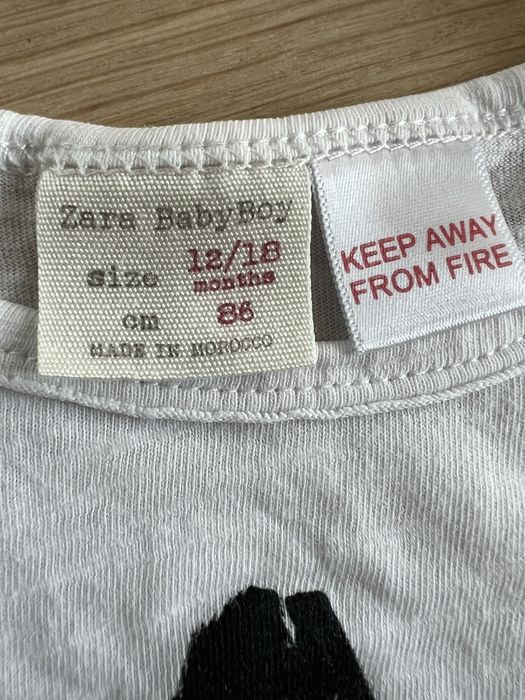 Zara BabyBoy
size 12/18
months
cm 86
MADE IN MOROCCO
KEEP AWAY
FROM FIRE